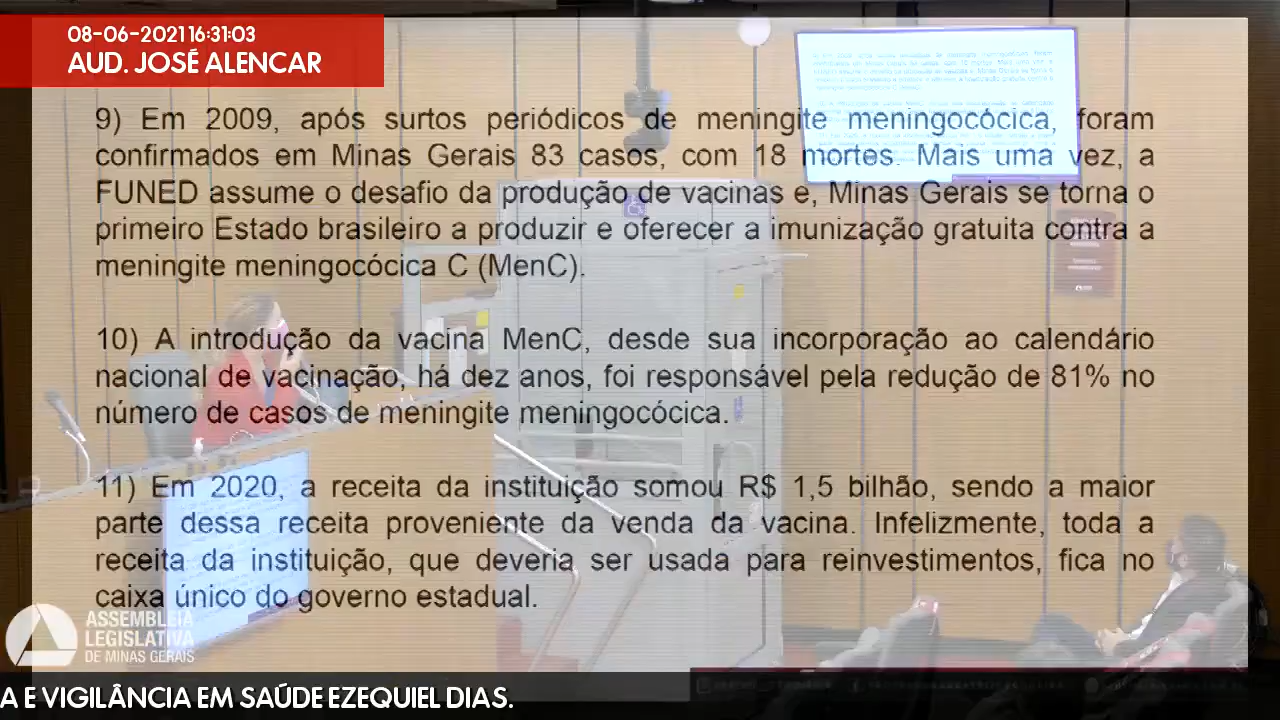 08-06-2021 16:31:03
AUD. JOSÉ ALENCAR
9) Em 2009, após surtos periódicos de meningite meningocócica, foram
confirmados em Minas Gerais 83 casos, com 18 mortes. Mais uma vez, a
FUNED assume o desafio da produção de vacinas e, Minas Gerais se torna o
primeiro Estado brasileiro a produzir e oferecer a imunização gratuita contra a
meningite meningocócica C (MenC).
10) A introdução da vacina MenC, desde sua incorporação ao calendário
nacional de vacinação, há dez anos, foi responsável pela redução de 81% no
número de casos de meningite meningocócica.
11) Em 2020, a receita da instituição somou R$ 1,5 bilhão, sendo a maior
parte dessa receita proveniente da venda da vacina. Infelizmente, toda a
receita da instituição, que deveria ser usada para reinvestimentos, fica no
caixa único do governo estadual.
ASSEMBLEIA
LEGISLATIVA
DE MINAS GERAIS
A E VIGILÂNCIA EM SAÚDE EZEQUIEL DIAS.